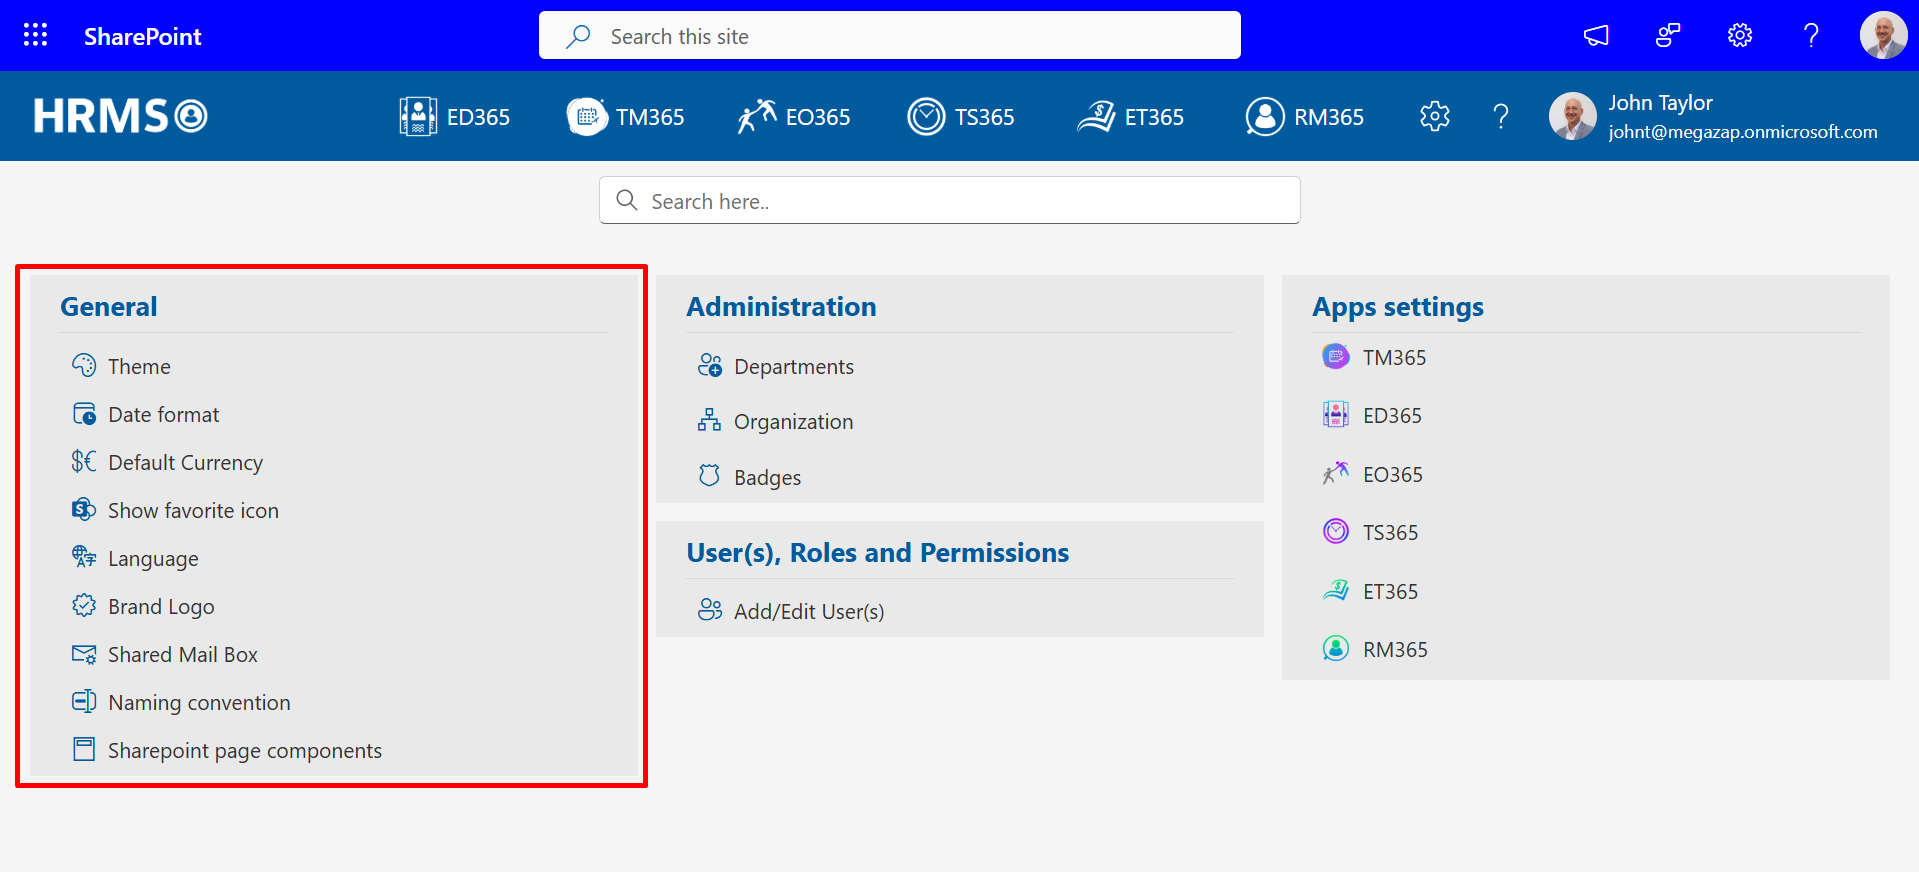 SharePoint
Search this site
HRMS
ED365
TM365
EO365
TS365
ET365
RM365
?
John Taylor
johnt@megazap.onmicrosoft.com
Search here..
General
Theme
Date format
Default Currency
Show favorite icon
Language
Brand Logo
Shared Mail Box
Naming convention
Sharepoint page components
Administration
Departments
Organization
Badges
User(s), Roles and Permissions
Add/Edit User(s)
Apps settings
TM365
ED365
EO365
TS365
ET365
RM365